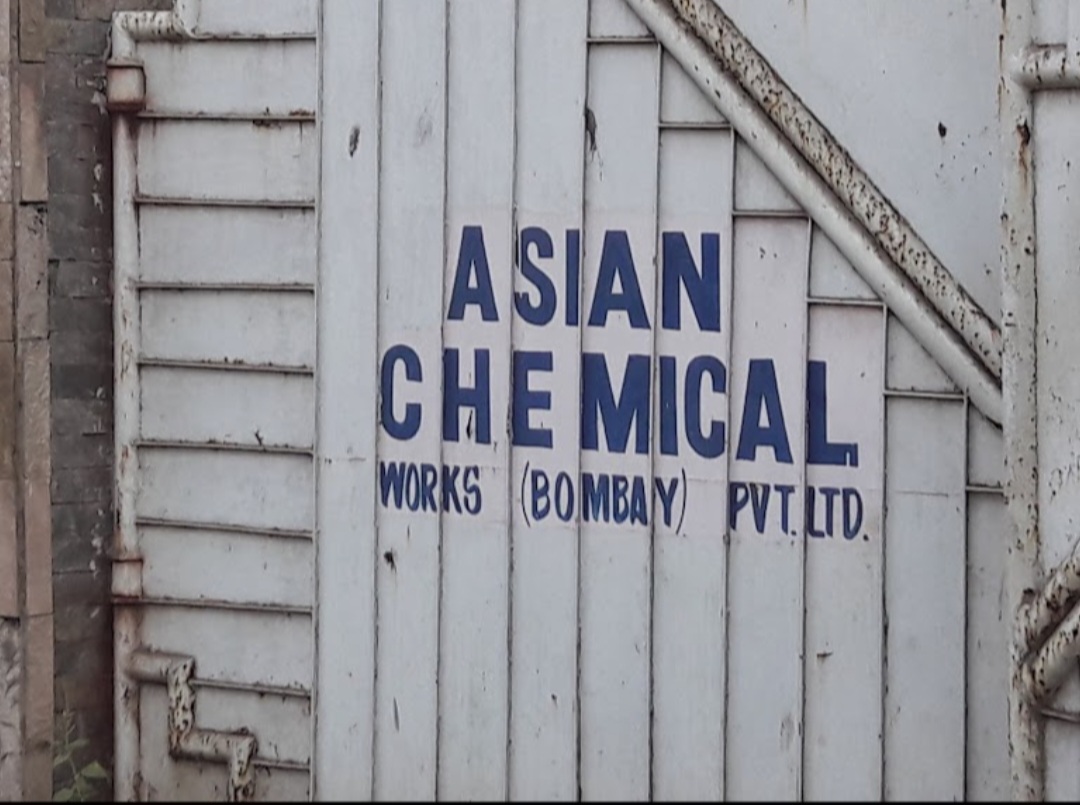 ASIAN
CHEMICAL
WORKS (BOMBAY) PVT. LTD.